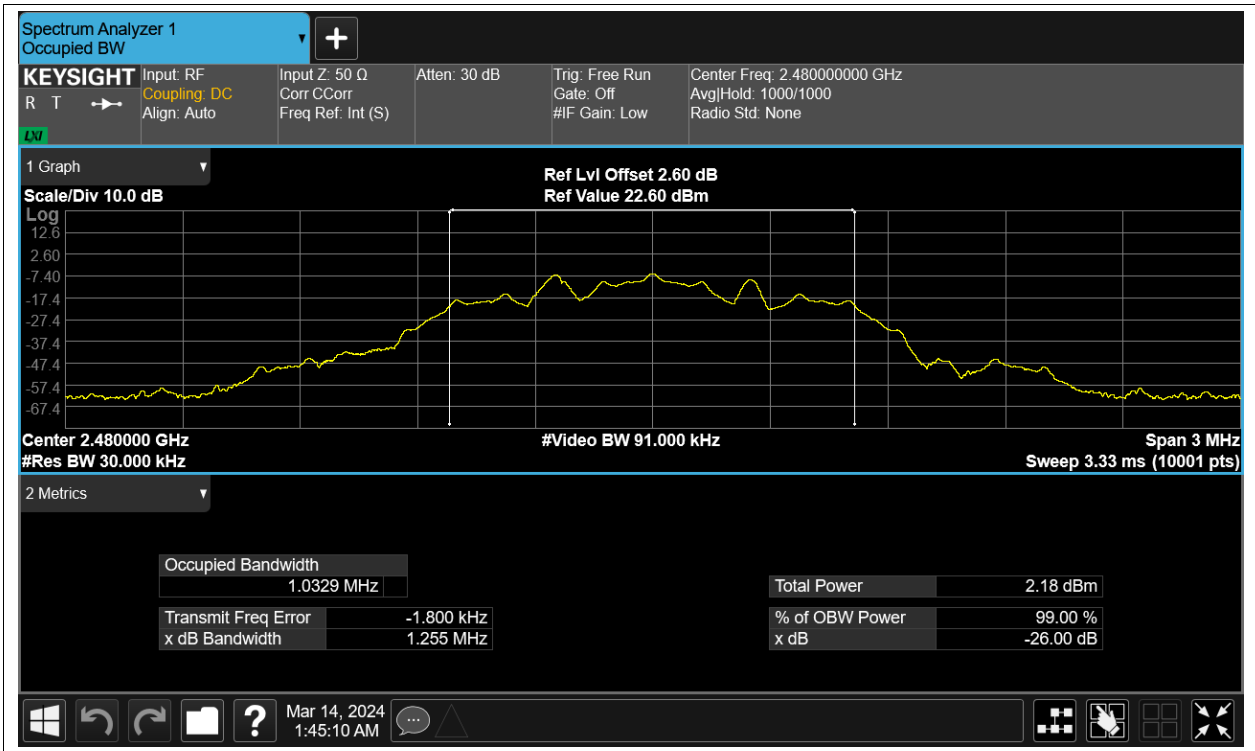 Spectrum Analyzer 1
Occupied BW
KEYSIGHT
R T
LXI
Input: RF
Coupling: DC
Align: Auto
Input Z: 50 Ω
Corr CCorr
Freq Ref: Int (S)
Atten: 30 dB
Trig: Free Run
Gate: Off
#IF Gain: Low
Center Freq: 2.480000000 GHz
Avg|Hold: 1000/1000
Radio Std: None
1 Graph
Scale/Div 10.0 dB
Ref Lvl Offset 2.60 dB
Ref Value 22.60 dBm
Log
12.6
2.60
-7.40
-17.4
-27.4
-37.4
-47.4
-57.4
-67.4
Center 2.480000 GHz
#Res BW 30.000 kHz
#Video BW 91.000 kHz
Span 3 MHz
Sweep 3.33 ms (10001 pts)
2 Metrics
Occupied Bandwidth
1.0329 MHz
Transmit Freq Error -1.800 kHz
x dB Bandwidth 1.255 MHz
Total Power 2.18 dBm
% of OBW Power 99.00 %
x dB -26.00 dB
?
Mar 14, 2024
1:45:10 AM